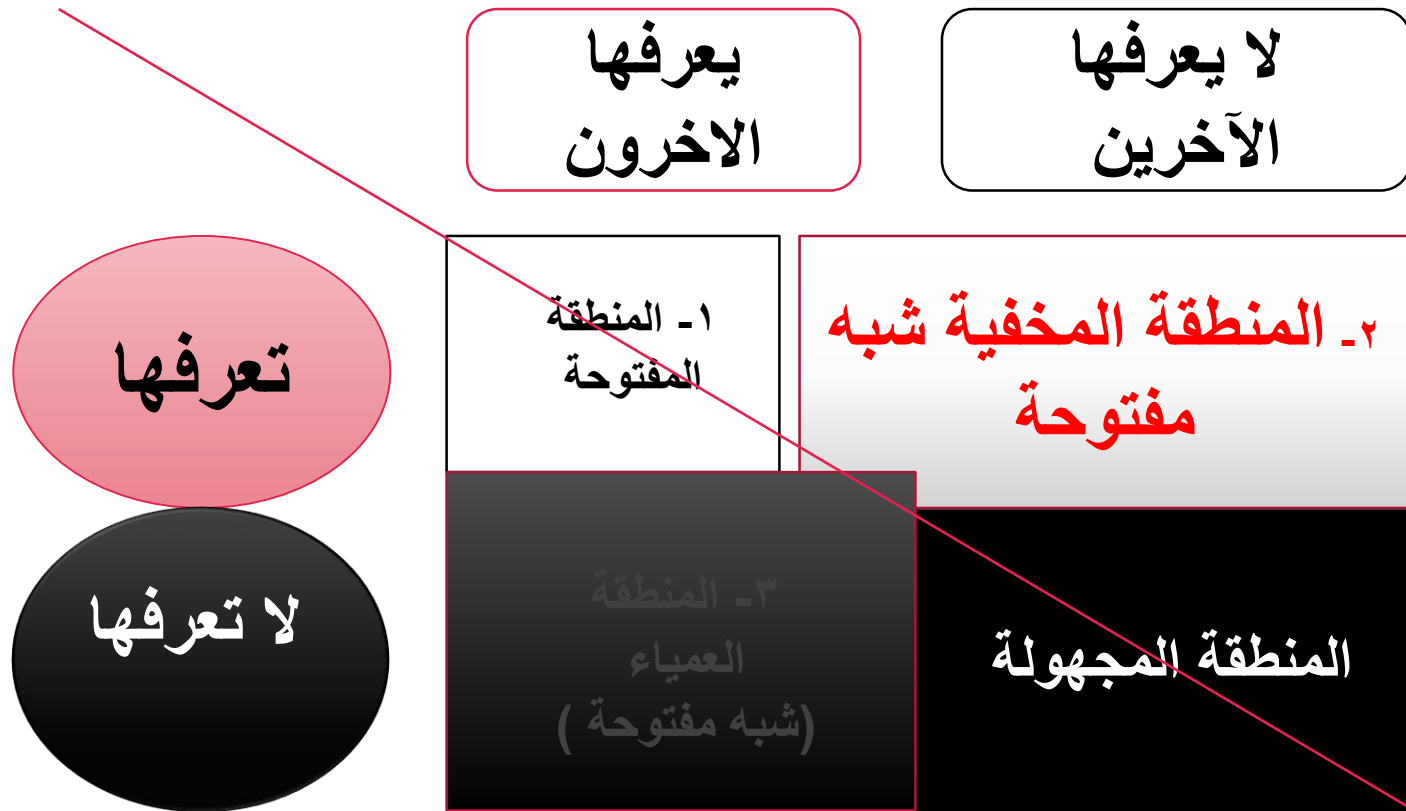 يعرفها
الاخرون
لا يعرفها
الآخرين
تعرفها
١- المنطقة
المفتوحة
٢- المنطقة المخفية شبه
مفتوحة
لا تعرفها
٣- المنطقة
العمياء
(شبه مفتوحة )
المنطقة المجهولة